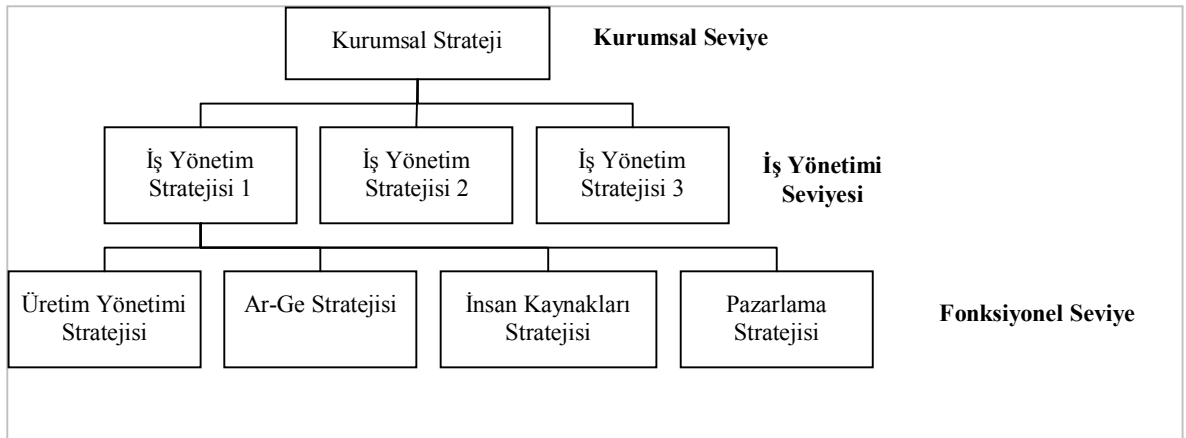 Kurumsal Strateji
Kurumsal Seviye
İş Yönetim
Stratejisi 1
İş Yönetim
Stratejisi 2
İş Yönetim
Stratejisi 3
İş Yönetimi
Seviyesi
Üretim Yönetimi
Stratejisi
Ar-Ge Stratejisi
İnsan Kaynakları
Stratejisi
Pazarlama
Stratejisi
Fonksiyonel Seviye